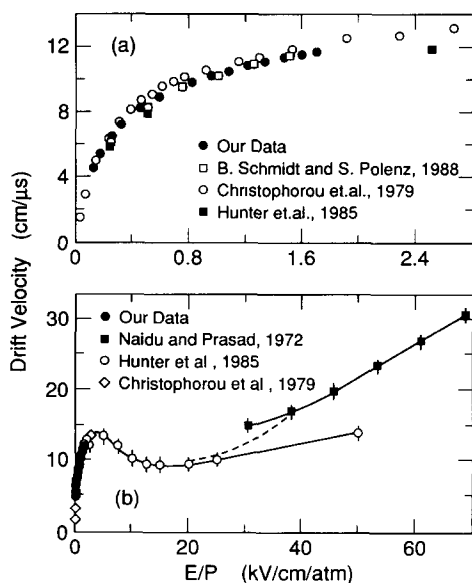 (a)
12
8
4
0
Our Data
B. Schmidt and S. Polenz, 1988
Christophorou et.al., 1979
Hunter et.al., 1985
0 0.8 1.6 2.4
Drift Velocity (cm/μs)
30
20
10
0
Our Data
Naidu and Prasad, 1972
Hunter et al , 1985
Christophorou et al , 1979
(b)
0 20 40 60
E/P (kV/cm/atm)